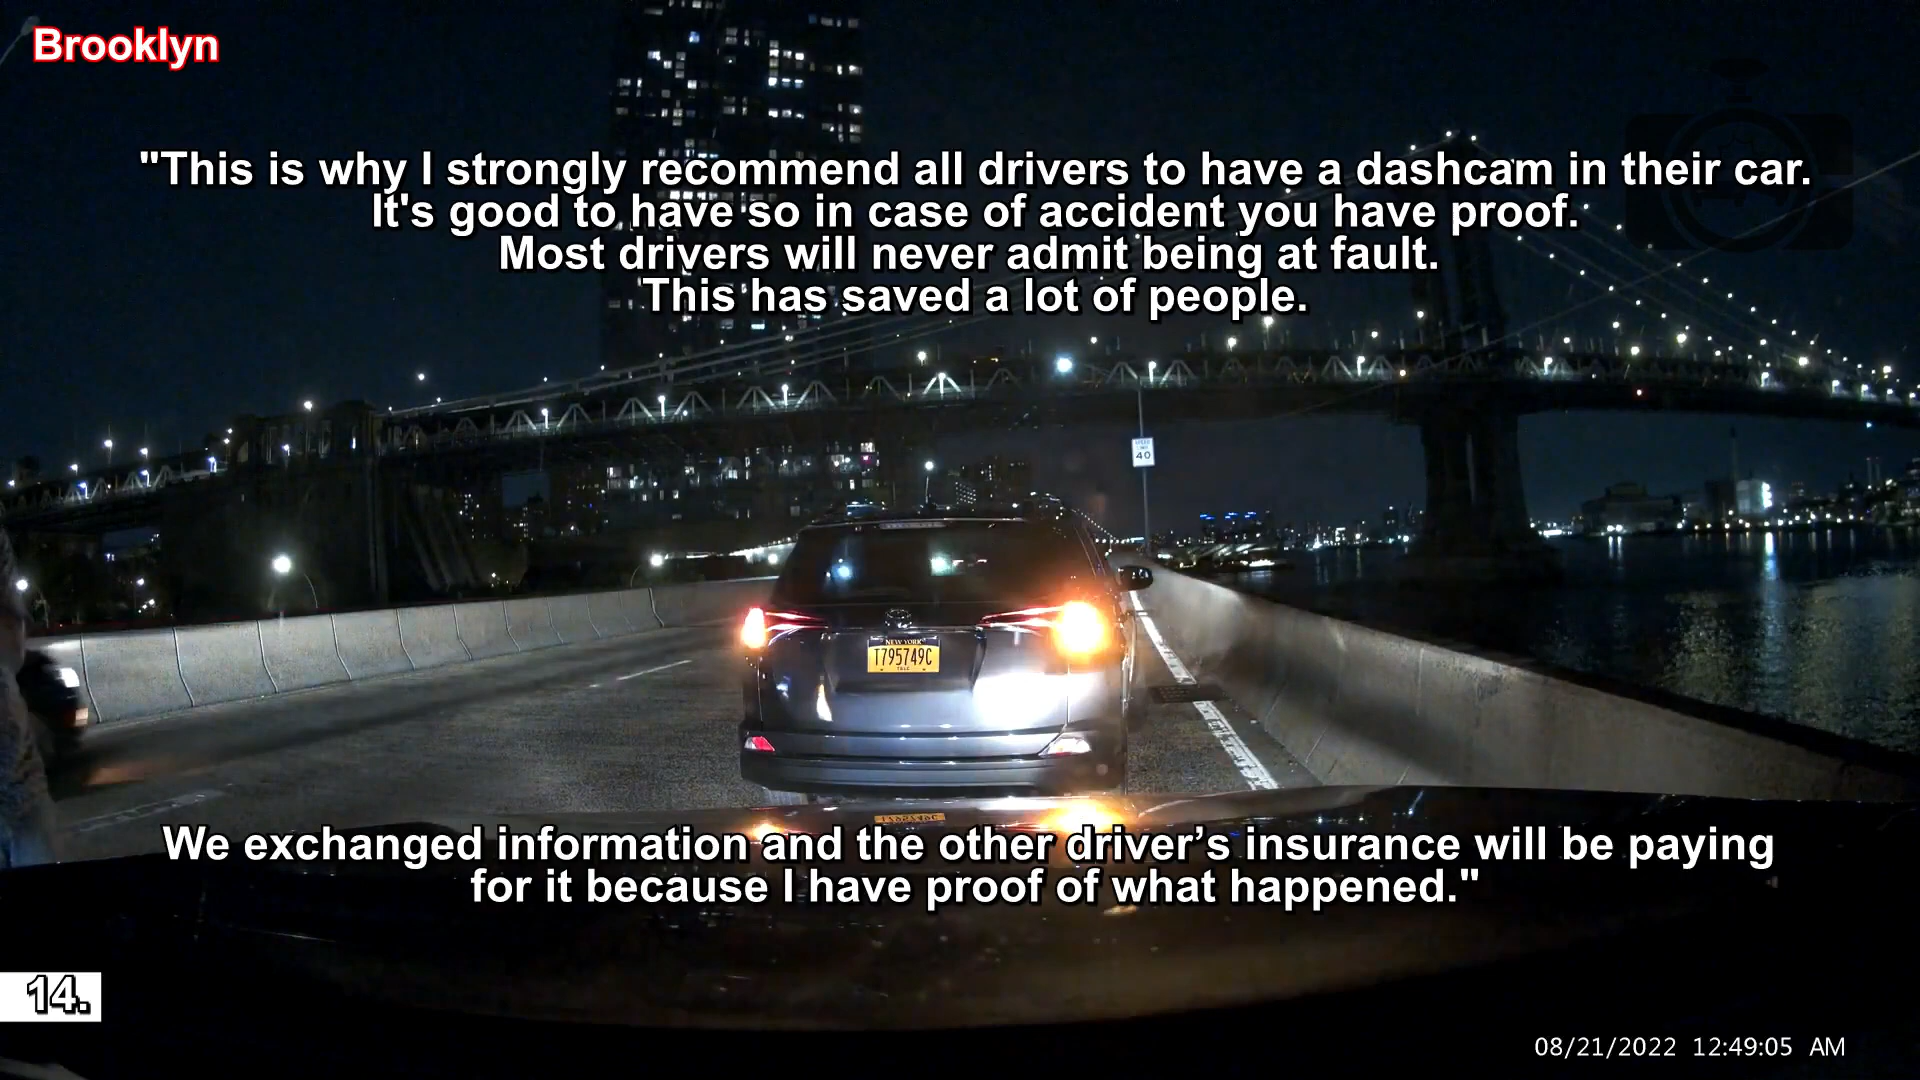 Brooklyn
"This is why I strongly recommend all drivers to have a dashcam in their car.
It's good to have so in case of accident you have proof.
Most drivers will never admit being at fault.
This has saved a lot of people.
SPEED
LIMIT
40
NEW YORK
T795749C
T&LC
We exchanged information and the other driver’s insurance will be paying
for it because I have proof of what happened."
14.
08/21/2022 12:49:05 AM